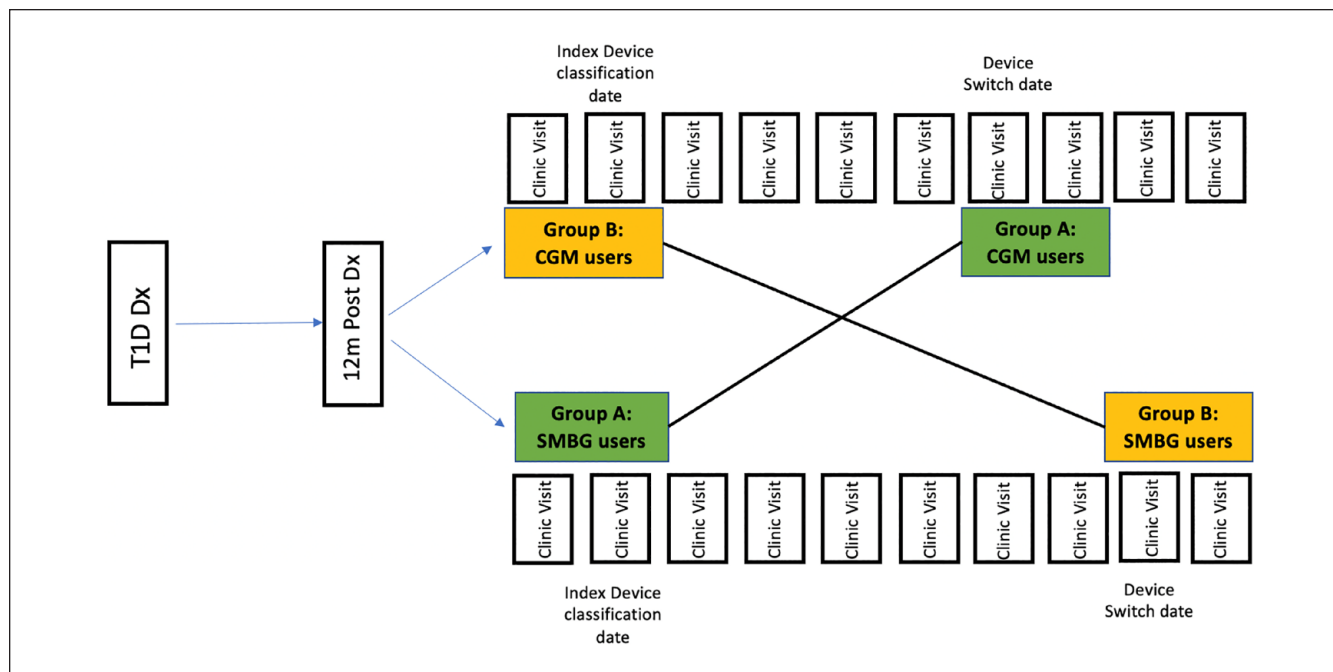 Index Device
classification
date
Device
Switch date
Clinic Visit
Clinic Visit
Clinic Visit
Clinic Visit
Clinic Visit
Clinic Visit
Clinic Visit
Clinic Visit
Clinic Visit
Clinic Visit
Group B:
CGM users
Group A:
CGM users
T1D Dx
12m Post Dx
Group A:
SMBG users
Group B:
SMBG users
Clinic Visit
Clinic Visit
Clinic Visit
Clinic Visit
Clinic Visit
Clinic Visit
Clinic Visit
Clinic Visit
Clinic Visit
Clinic Visit
Index Device
classification
date
Device
Switch date